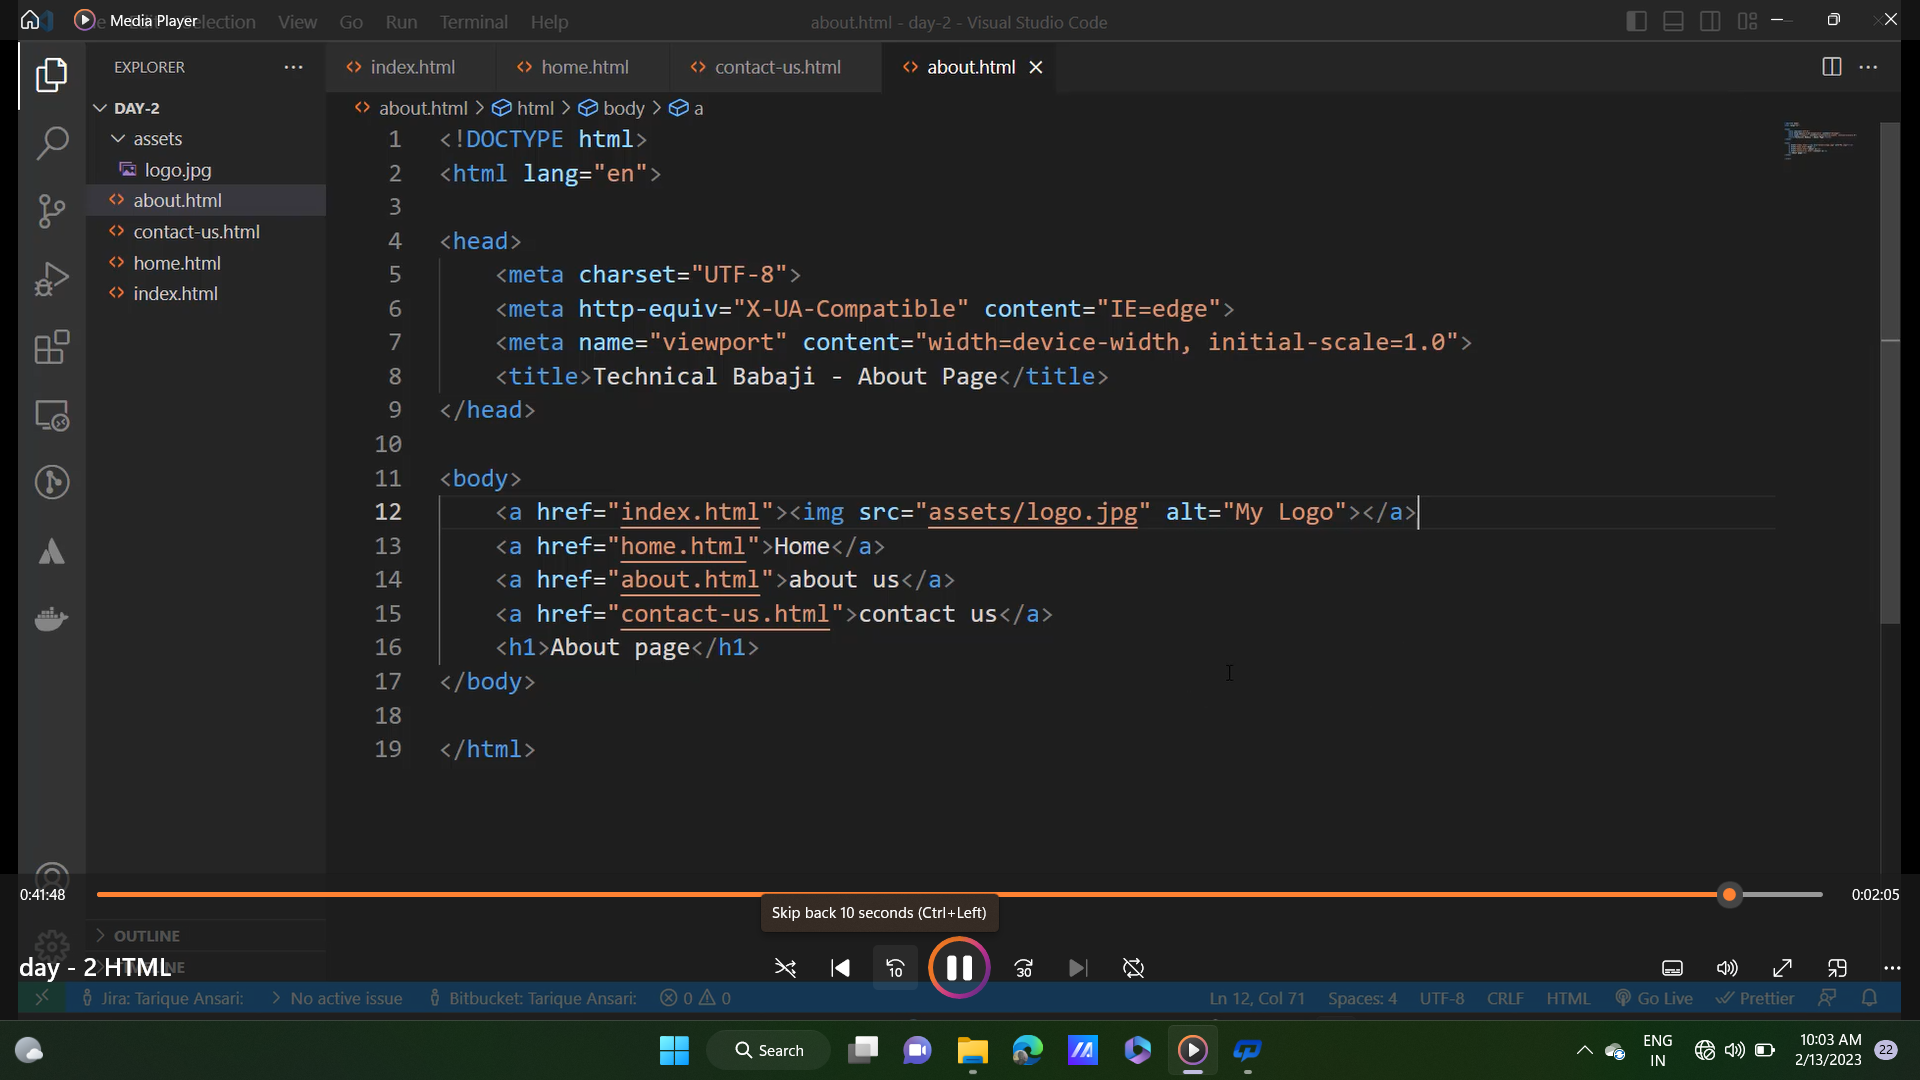 Media Player
Selection View Go Run Terminal Help
about.html - day-2 - Visual Studio Code
EXPLORER
index.html home.html contact-us.html about.html
DAY-2
assets
logo.jpg
about.html
contact-us.html
home.html
index.html
about.html > html > body > a
1 <!DOCTYPE html>
2 <html lang="en">
3
4 <head>
5 <meta charset="UTF-8">
6 <meta http-equiv="X-UA-Compatible" content="IE=edge">
7 <meta name="viewport" content="width=device-width, initial-scale=1.0">
8 <title>Technical Babaji - About Page</title>
9 </head>
10
11 <body>
12 <a href="index.html"><img src="assets/logo.jpg" alt="My Logo"></a>
13 <a href="home.html">Home</a>
14 <a href="about.html">about us</a>
15 <a href="contact-us.html">contact us</a>
16 <h1>About page</h1>
17 </body>
18
19 </html>
0:41:48
0:02:05
Skip back 10 seconds (Ctrl+Left)
OUTLINE
day - 2 HTML
10
30
Jira: Tarique Ansari: No active issue Bitbucket: Tarique Ansari: 0 0
Ln 12, Col 71 Spaces: 4 UTF-8 CRLF HTML Go Live Prettier
Search
ENG
IN
10:03 AM
2/13/2023
22